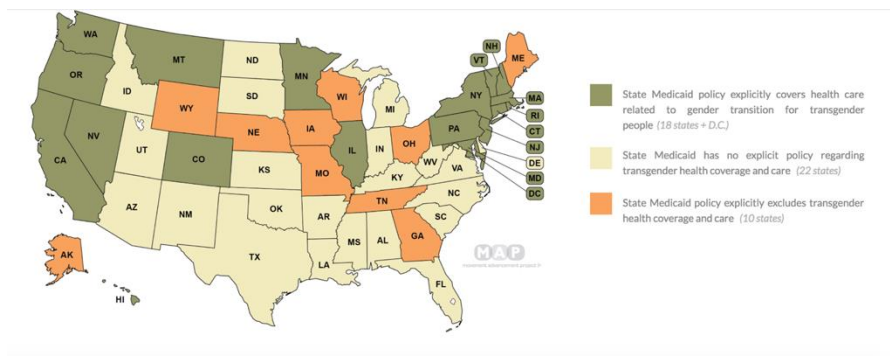 WA
MT
ND
MN
OR
ID
SD
WY
WI
MI
NH
VT
ME
NY
MA
RI
CT
NJ
DE
MD
DC
PA
NV
UT
CO
NE
IA
IL
IN
OH
WV
VA
CA
KS
MO
KY
NC
AZ
NM
OK
AR
TN
SC
TX
LA
MS
AL
GA
FL
AK
HI
MAP
movement advancement project
State Medicaid policy explicitly covers health care
related to gender transition for transgender
people (18 states + D.C.)
State Medicaid has no explicit policy regarding
transgender health coverage and care (22 states)
State Medicaid policy explicitly excludes transgender
health coverage and care (10 states)